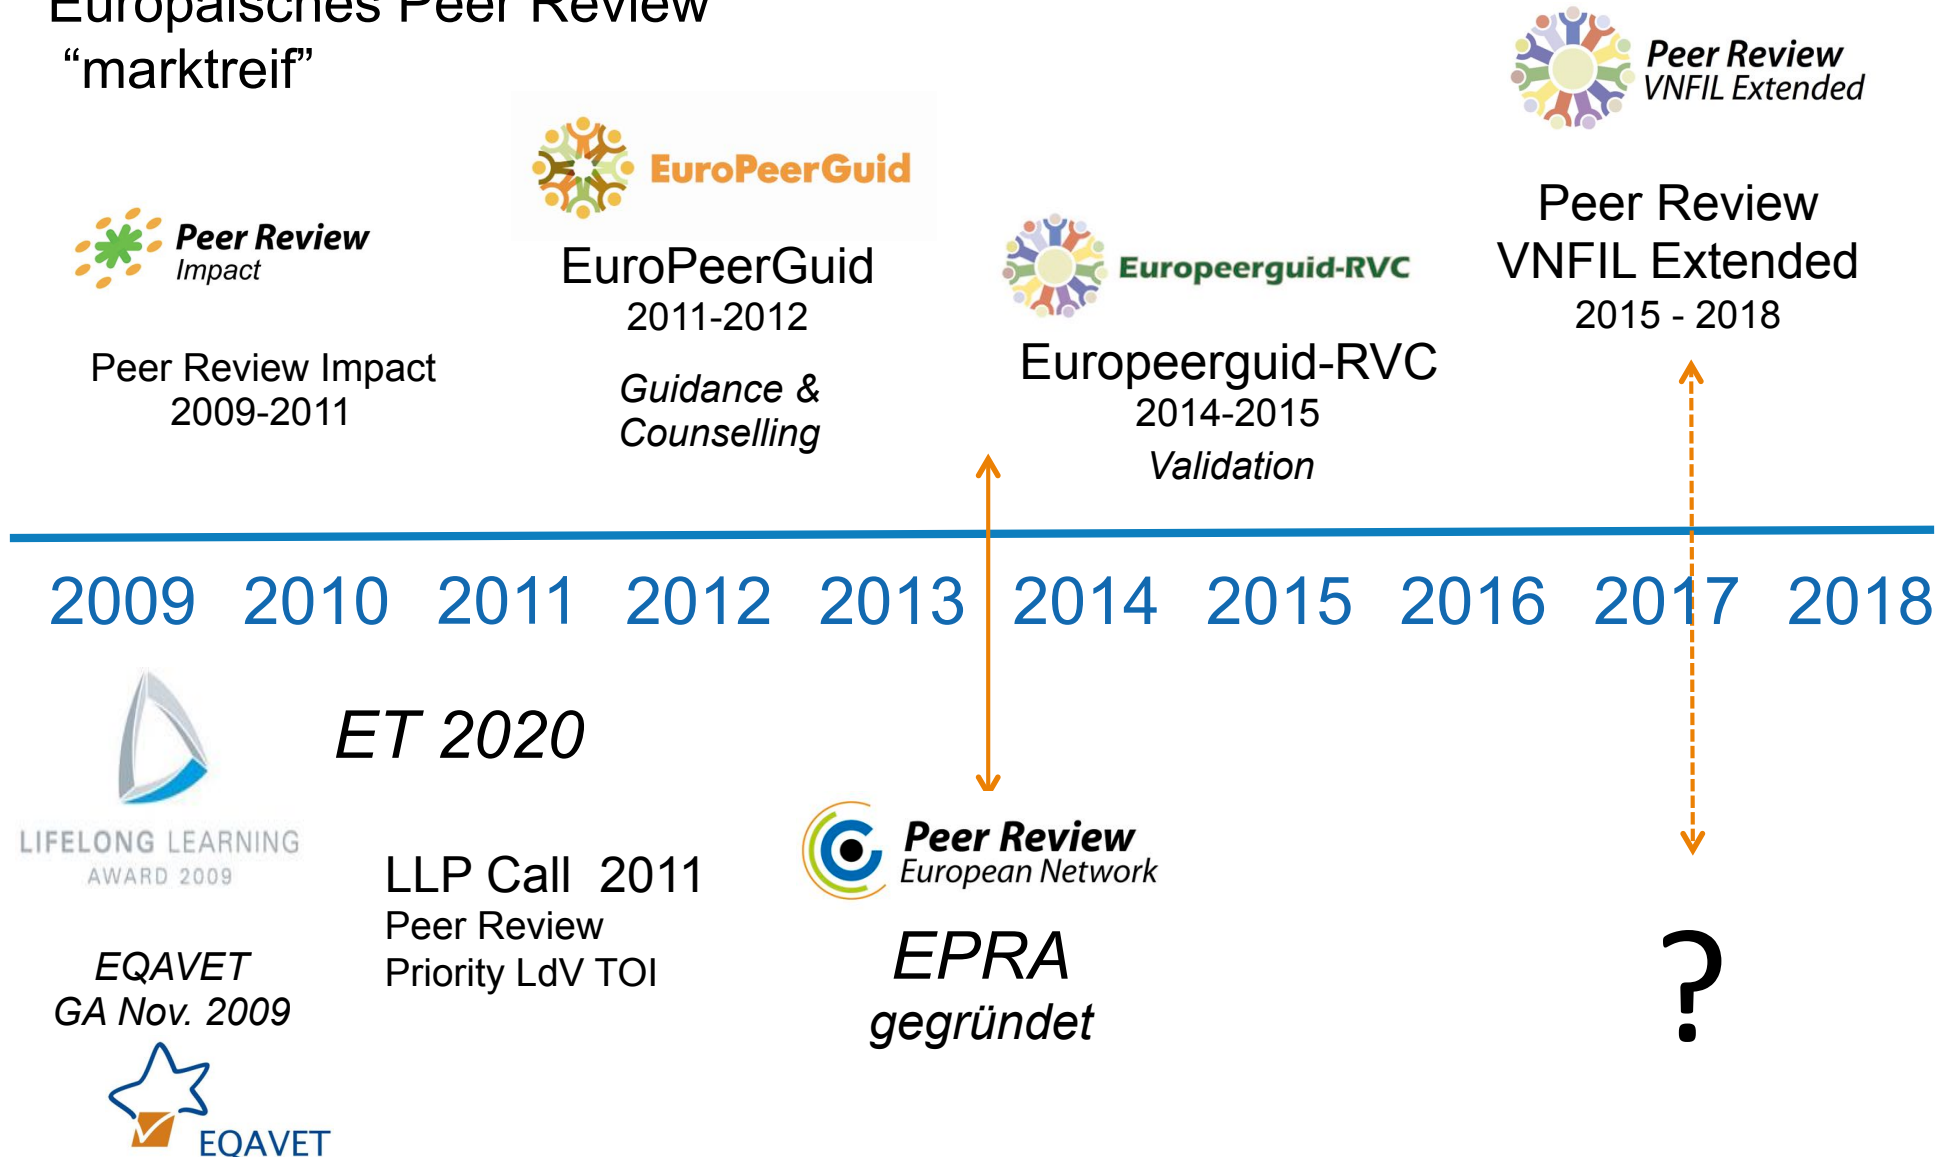 Europäisches Peer Review
“marktreif”
Peer Review
VNFIL Extended
EuroPeerGuid
Peer Review
Impact
Peer Review
VNFIL Extended
2015 - 2018
EuroPeerGuid
2011-2012
Europeerguid-RVC
Peer Review Impact
2009-2011
Guidance &
Counselling
Europeerguid-RVC
2014-2015
Validation
2009 2010 2011 2012 2013 2014 2015 2016 2017 2018
ET 2020
LIFELONG LEARNING
AWARD 2009
LLP Call 2011
Peer Review
Priority LdV TOI
Peer Review
European Network
EPRA
gegründet
?
EQAVET
GA Nov. 2009
EQAVET